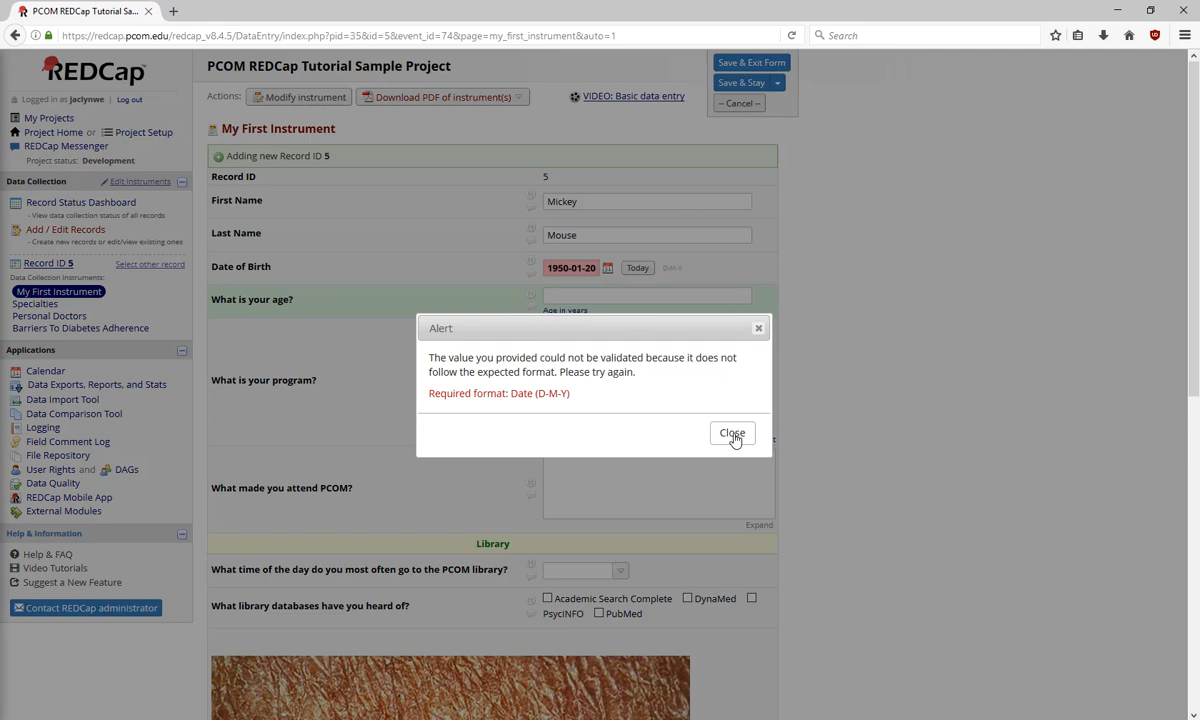 PCOM REDCap Tutorial Sa...
https://redcap.pcom.edu/redcap_v8.4.5/DataEntry/index.php?pid=35&id=5&event_id=74&page=my_first_instrument&auto=1
Search
REDCap
Logged in as jaclynwe | Log out
My Projects
Project Home or Project Setup
REDCap Messenger
Project status: Development
Data Collection Edit instruments
Record Status Dashboard
- View data collection status of all records
Add / Edit Records
- Create new records or edit/view existing ones
Record ID 5 Select other record
Data Collection Instruments:
My First Instrument
Specialties
Personal Doctors
Barriers To Diabetes Adherence
Applications
Calendar
Data Exports, Reports, and Stats
Data Import Tool
Data Comparison Tool
Logging
Field Comment Log
File Repository
User Rights and DAGs
Data Quality
REDCap Mobile App
External Modules
Help & Information
Help & FAQ
Video Tutorials
Suggest a New Feature
Contact REDCap administrator
PCOM REDCap Tutorial Sample Project
Actions: Modify instrument Download PDF of instrument(s) VIDEO: Basic data entry
Save & Exit Form
Save & Stay
-- Cancel --
My First Instrument
Adding new Record ID 5
Record ID 5
First Name Mickey
Last Name Mouse
Date of Birth 1950-01-20 Today D-M-Y
What is your age?
Age in years
What is your program?
What made you attend PCOM?
Expand
Library
What time of the day do you most often go to the PCOM library?
What library databases have you heard of? Academic Search Complete DynaMed
PsycINFO PubMed
Alert
The value you provided could not be validated because it does not
follow the expected format. Please try again.
Required format: Date (D-M-Y)
Close